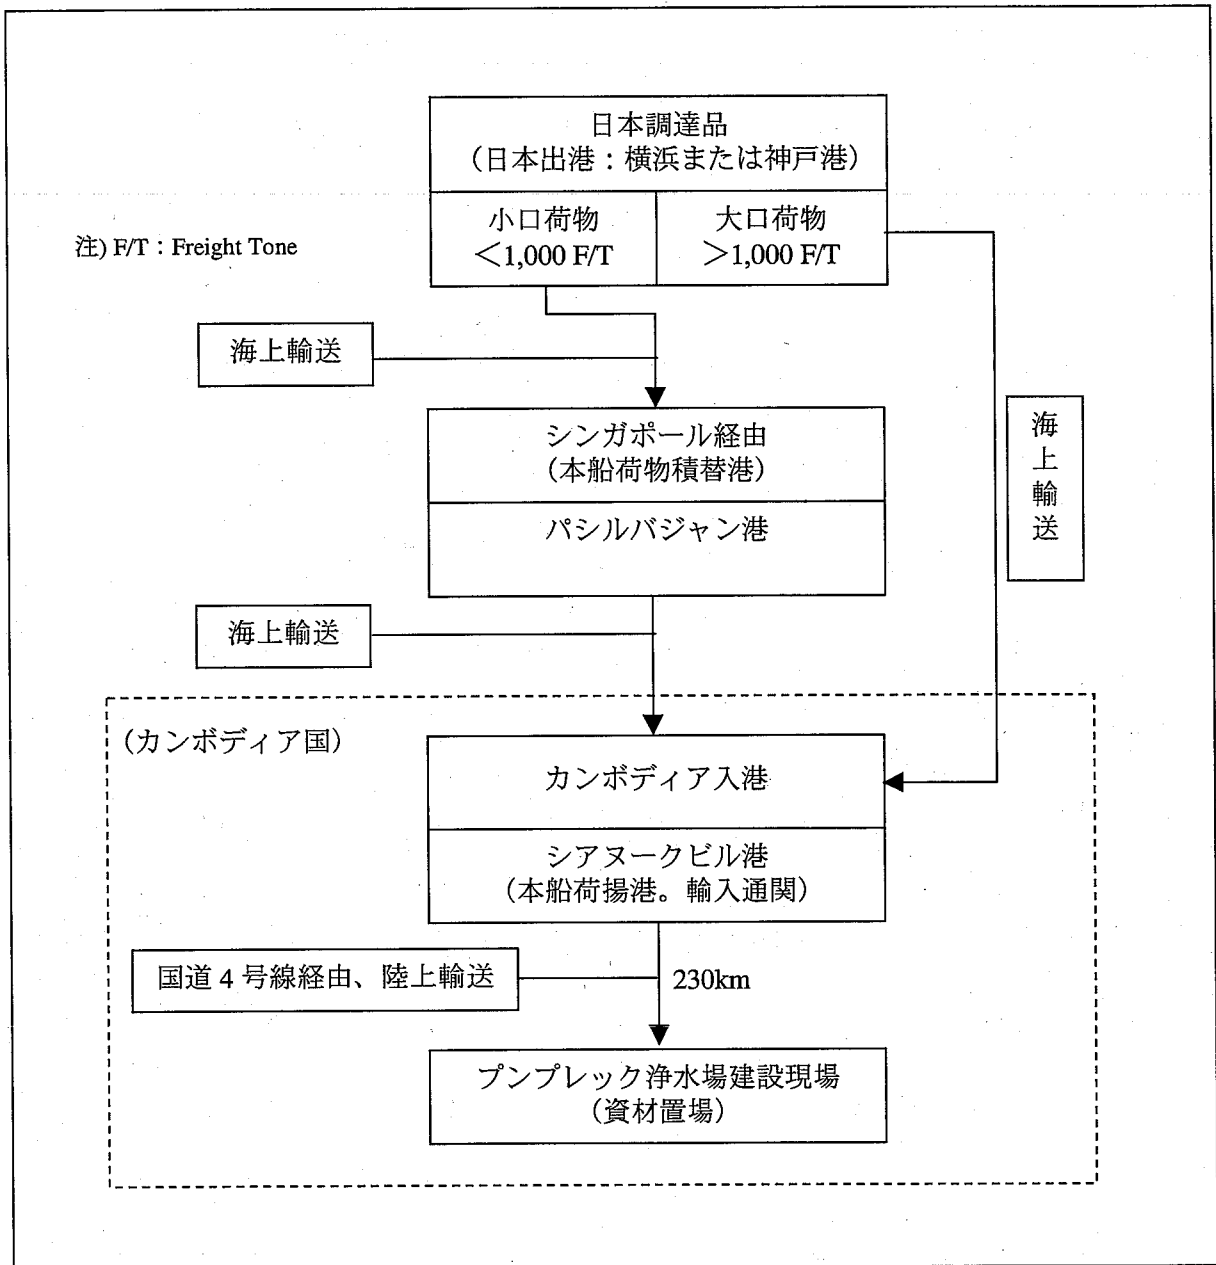 日本調達品
（日本出港：横浜または神戸港）
小口荷物
＜1,000 F/T
大口荷物
＞1,000 F/T
注) F/T：Freight Tone
海上輸送
シンガポール経由
（本船荷物積替港）
パシルバジャン港
海上輸送
海上輸送
（カンボディア国）
カンボディア入港
シアヌークビル港
（本船荷揚港。輸入通関）
国道４号線経由、陸上輸送
230km
プンプレック浄水場建設現場
（資材置場）